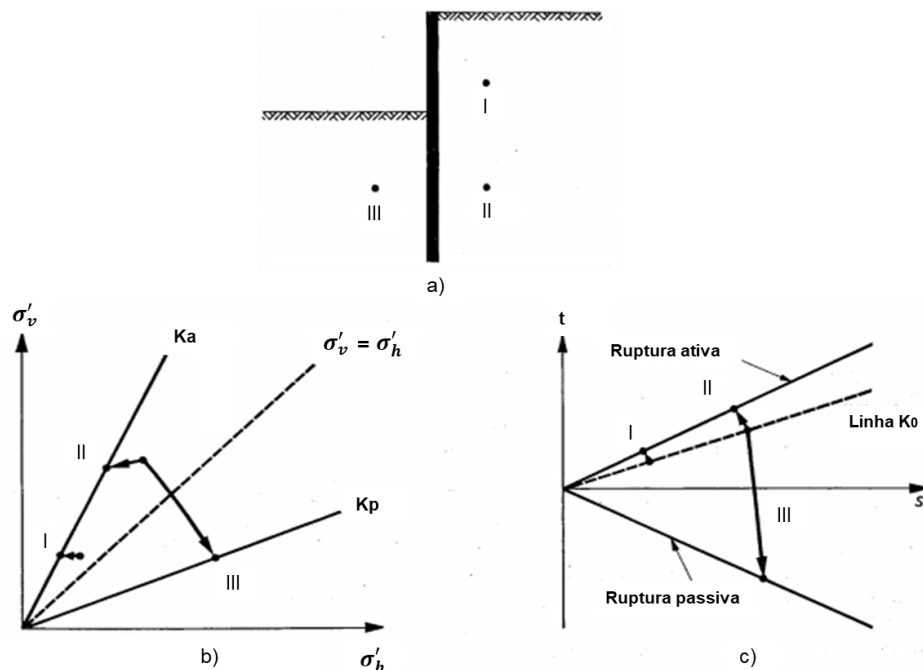 I
III
II
a)
σ′v
Ka
σ′v = σ′h
II
I
Kp
III
b)
σ′h
t
Ruptura ativa
II
I
Linha K0
III
s
Ruptura passiva
c)